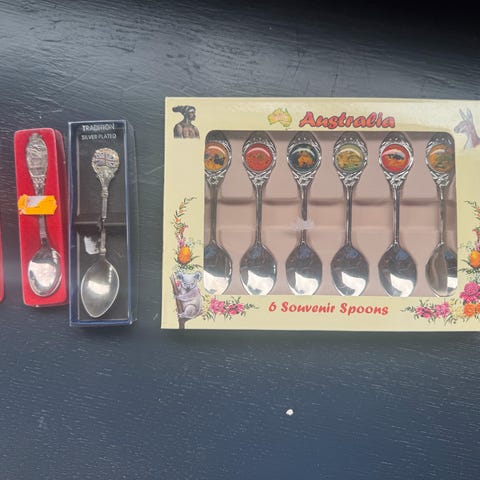 TRADITION
SILVER PLATED
Australia
6 Souvenir Spoons